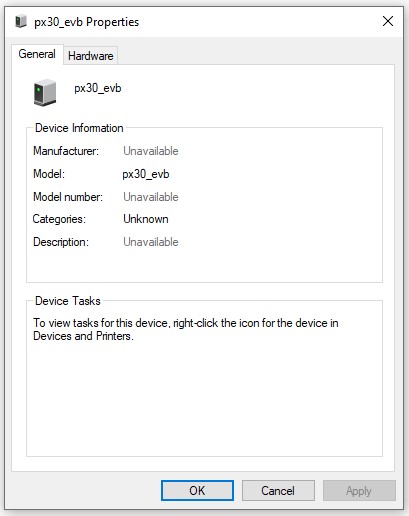 px30_evb Properties
General Hardware
px30_evb
Device Information
Manufacturer: Unavailable
Model: px30_evb
Model number: Unavailable
Categories: Unknown
Description: Unavailable
Device Tasks
To view tasks for this device, right-click the icon for the device in
Devices and Printers.
OK Cancel Apply